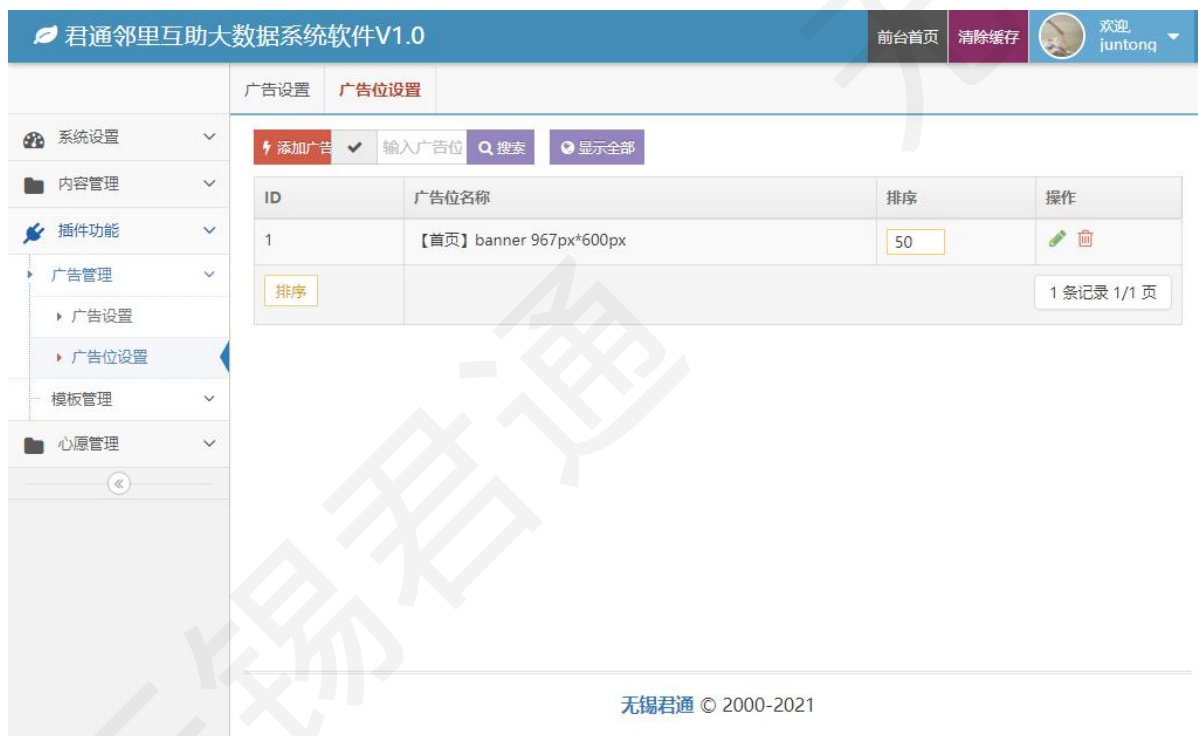 君通邻里互助大数据系统软件V1.0
前台首页 清除缓存 欢迎,
juntong
广告设置 广告位设置
系统设置
内容管理
插件功能
广告管理
广告设置
广告位设置
模板管理
心愿管理
添加广告 输入广告位 搜索 显示全部
ID 广告位名称 排序 操作
1 【首页】banner 967px*600px 50
排序 1 条记录 1/1 页
无锡君通 © 2000-2021
无锡君通